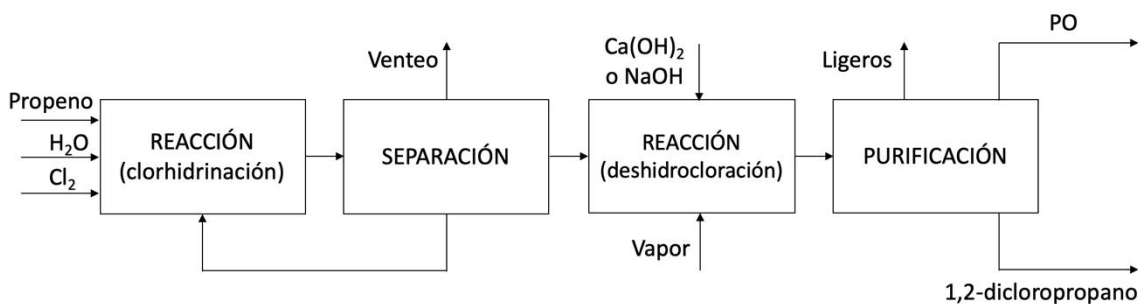 Propeno
H₂O
Cl₂
REACCIÓN
(clorhidrinación)
Venteo
SEPARACIÓN
Ca(OH)₂
o NaOH
REACCIÓN
(deshidrocloración)
Vapor
Ligeros
PURIFICACIÓN
PO
1,2-dicloropropano